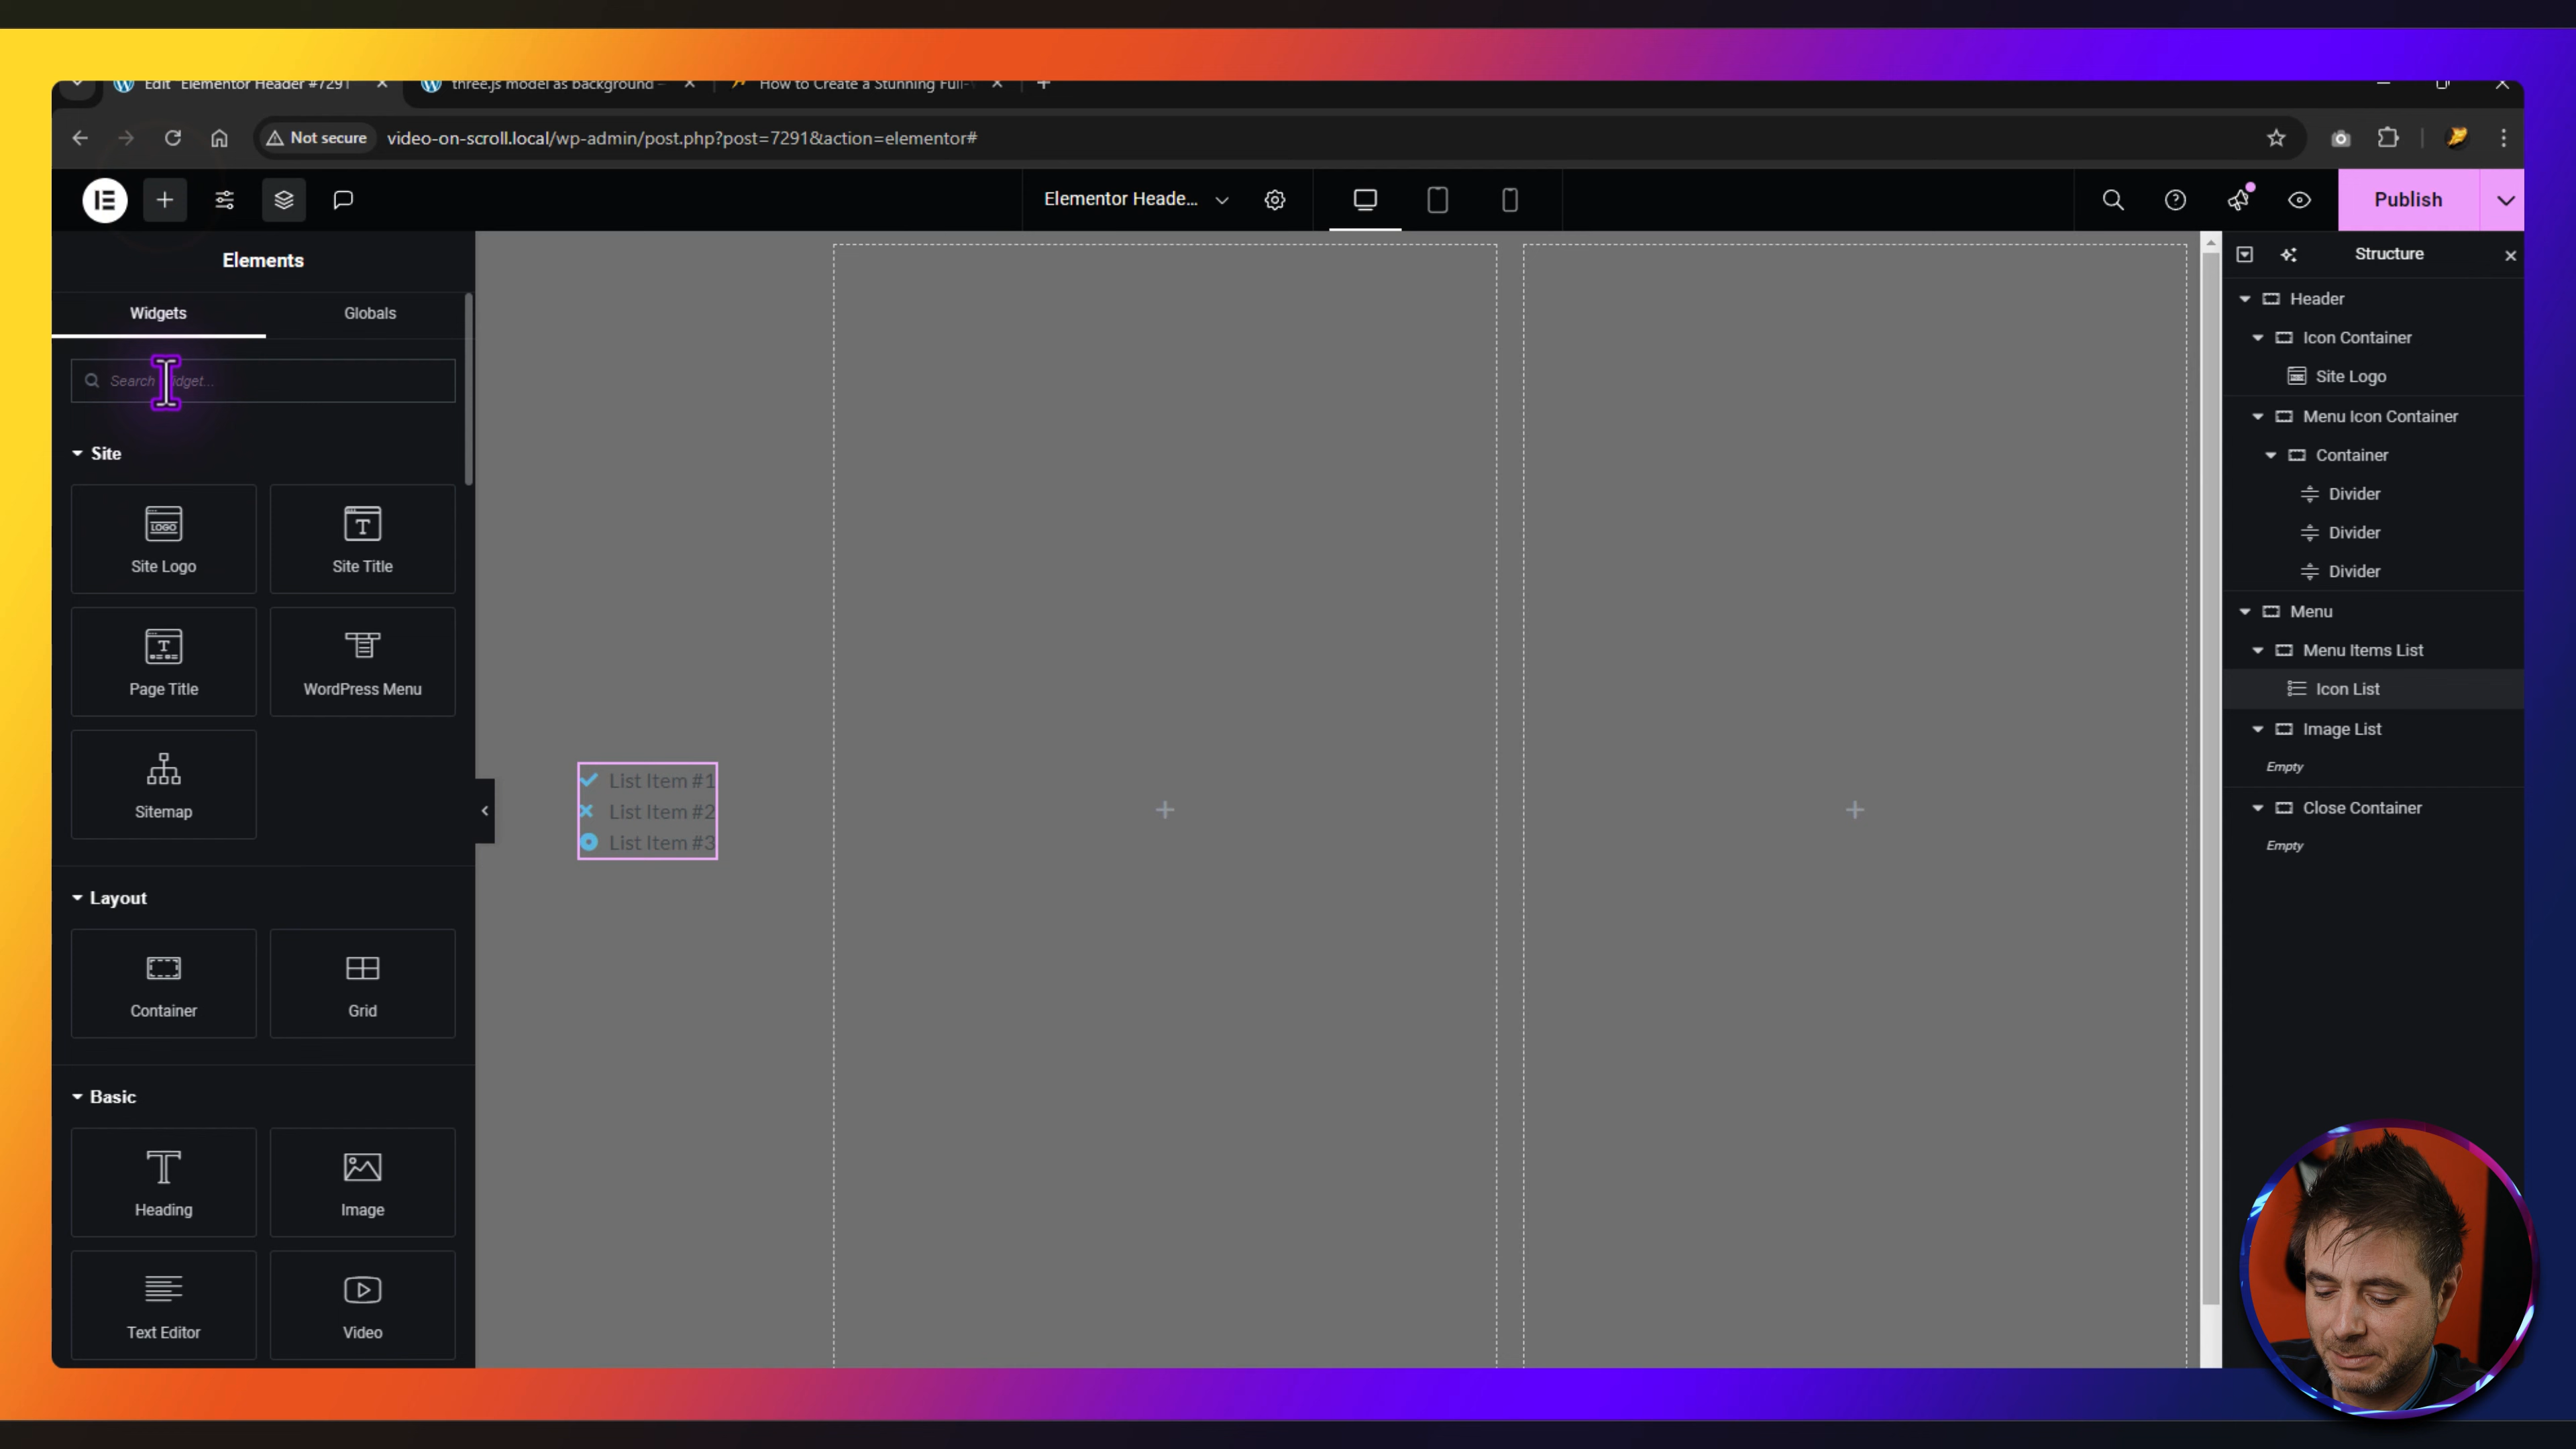 Edit "Elementor Header #7291
three.js model as background –
How to Create a Stunning Full-
Not secure
video-on-scroll.local/wp-admin/post.php?post=7291&action=elementor#
Elementor Heade...
Publish
Elements
Widgets
Globals
Search Widget...
Site
Site Logo
Site Title
Page Title
WordPress Menu
Sitemap
Layout
Container
Grid
Basic
Heading
Image
Text Editor
Video
List Item #1
List Item #2
List Item #3
Structure
Header
Icon Container
Site Logo
Menu Icon Container
Container
Divider
Divider
Divider
Menu
Menu Items List
Icon List
Image List
Empty
Close Container
Empty